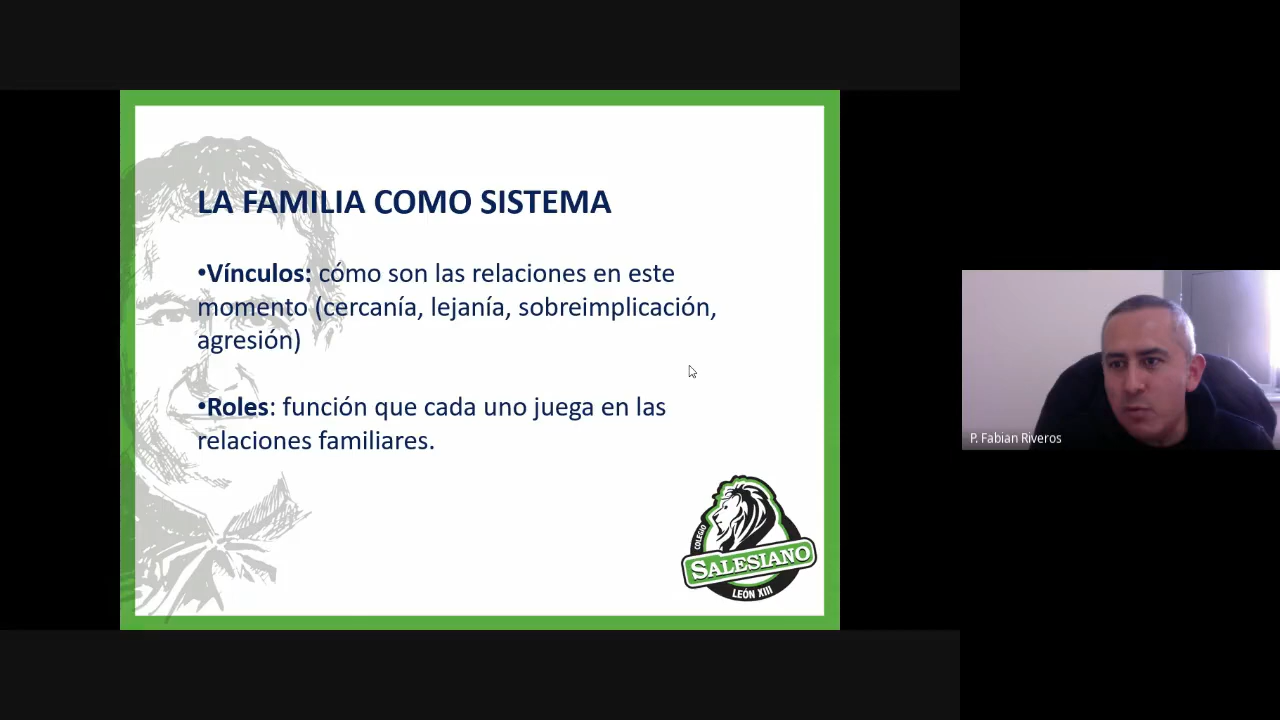 LA FAMILIA COMO SISTEMA
•Vínculos: cómo son las relaciones en este
momento (cercanía, lejanía, sobreimplicación,
agresión)
•Roles: función que cada uno juega en las
relaciones familiares.
COLEGIO
SALESIANO
LEÓN XIII
P. Fabian Riveros